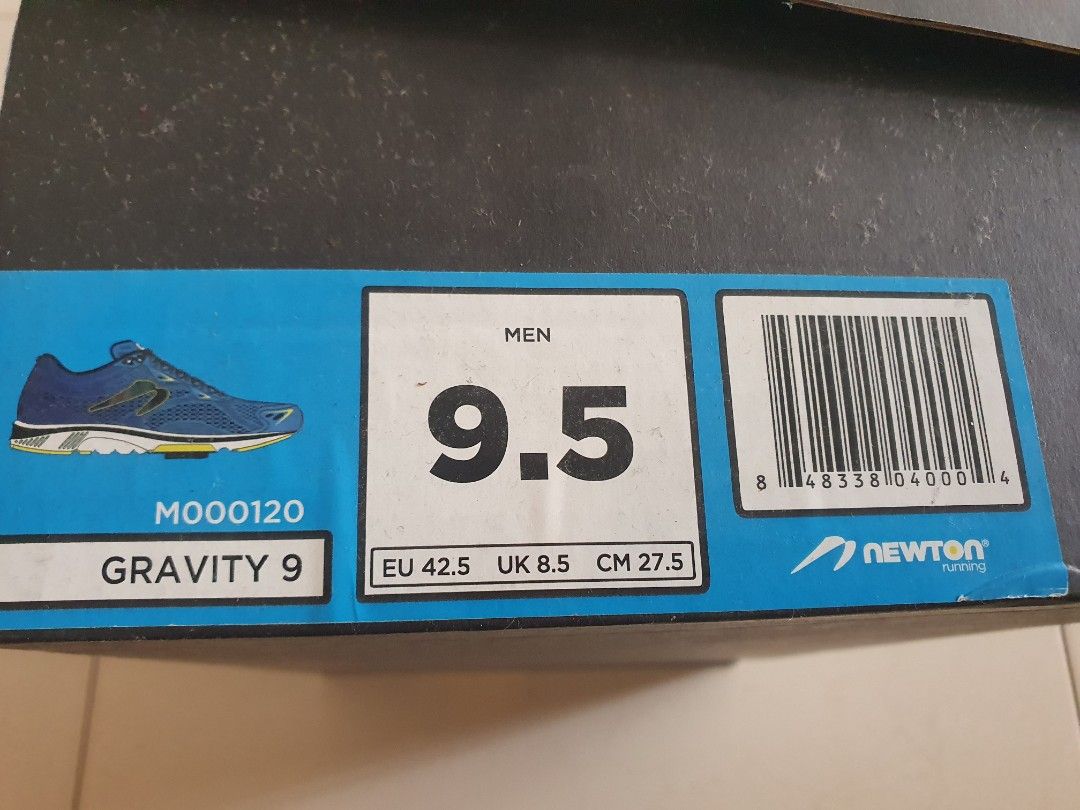 M000120
GRAVITY 9
MEN
9.5
EU 42.5 UK 8.5 CM 27.5
8 48338 04000 4
NEWTON®
running